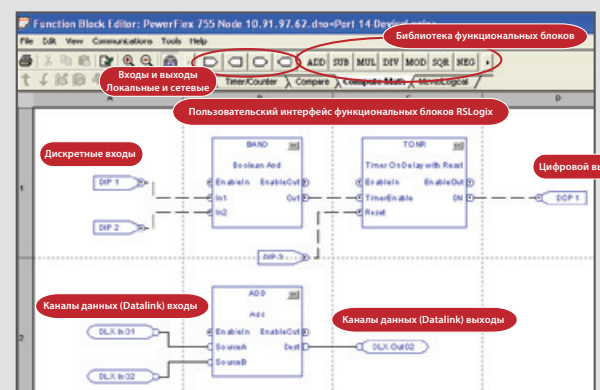 Function Block Editor: PowerFlex 755 Node 10.91.97.62.dno-Port 14-DeviceLogix
File Edit View Communications Tools Help
Библиотека функциональных блоков
ADD SUB MUL DIV MOD SQR NEG
Входы и выходы
Локальные и сетевые
Timer/Counter Compare Compute/Math Move/Logical
Пользовательский интерфейс функциональных блоков RSLogix
A D
Дискретные входы
Цифровой вы
1
BAND
Boolean And
EnableIn EnableOut
In1 Out
In2
TONR
Timer On Delay with Reset
EnableIn EnableOut
TimerEnable DN
Reset
DIP 1
DIP 2
DIP 3
DOP 1
Каналы данных (Datalink) входы
Каналы данных (Datalink) выходы
2
ADD
Add
EnableIn EnableOut
SourceA Dest
SourceB
DLX In 01
DLX In 02
DLX Out02